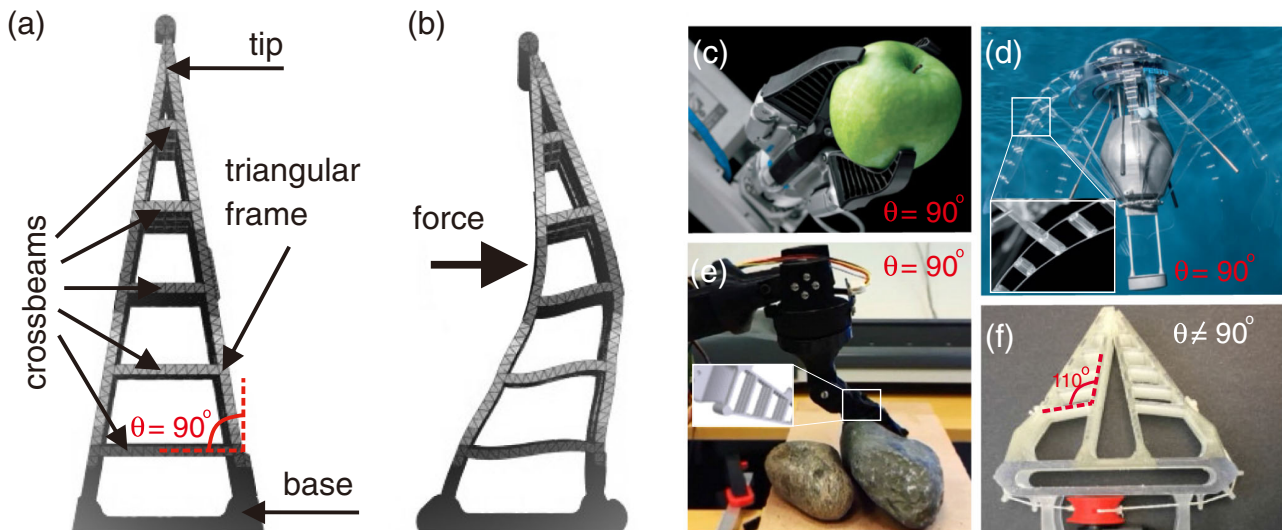 (a)
tip
crossbeams
triangular
frame
θ = 90°
base
(b)
force
(c)
θ = 90°
(d)
θ = 90°
(e)
θ = 90°
(f)
θ ≠ 90°
110°